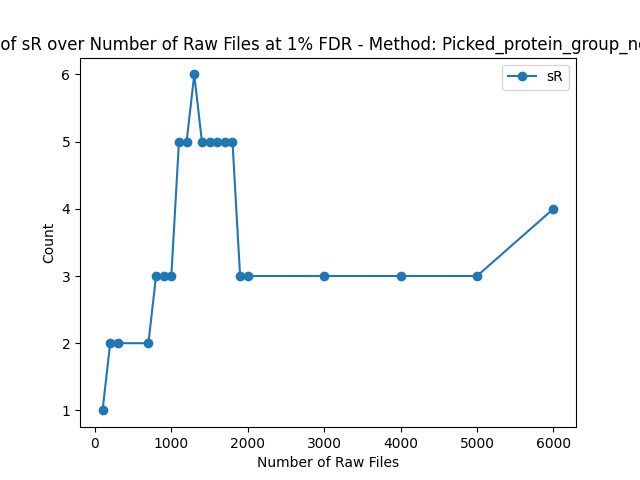 of sR over Number of Raw Files at 1% FDR - Method: Picked_protein_group_n
sR
6
5
4
3
2
1
Count
0 1000 2000 3000 4000 5000 6000
Number of Raw Files